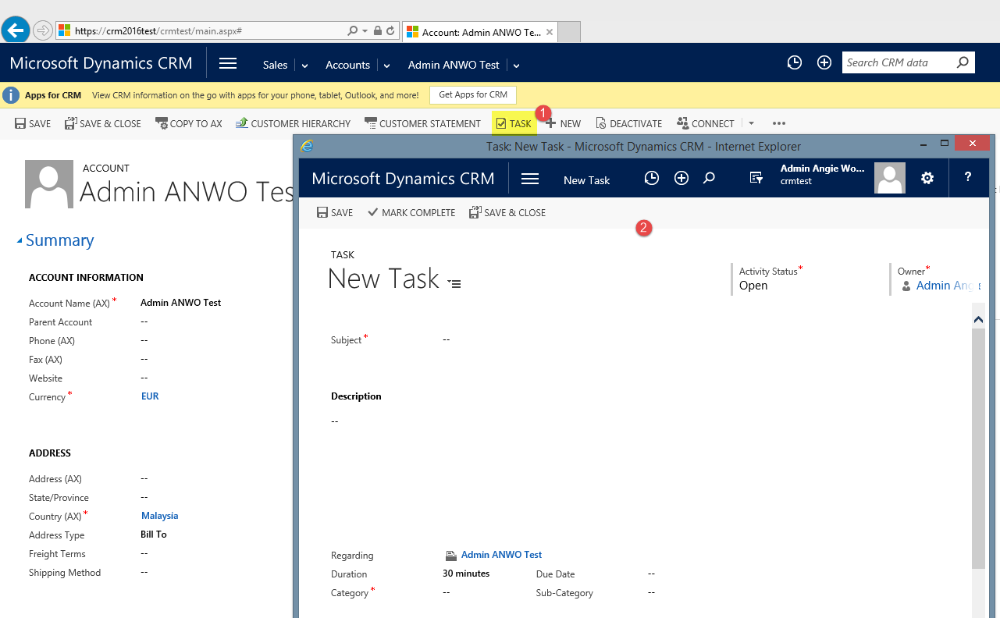 https://crm2016test/crmtest/main.aspx#
Account: Admin ANWO Te...
Microsoft Dynamics CRM
Sales
Accounts
Admin ANWO Test
Search CRM data
Apps for CRM View CRM information on the go with apps for your phone, tablet, Outlook, and more! Get Apps for CRM
SAVE SAVE & CLOSE COPY TO AX CUSTOMER HIERARCHY CUSTOMER STATEMENT TASK 1 NEW DEACTIVATE CONNECT
ACCOUNT
Admin ANWO Tes
Summary
ACCOUNT INFORMATION
Account Name (AX)* Admin ANWO Test
Parent Account --
Phone (AX) --
Fax (AX) --
Website --
Currency* EUR
ADDRESS
Address (AX) --
State/Province --
Country (AX)* Malaysia
Address Type Bill To
Freight Terms --
Shipping Method --
Task: New Task - Microsoft Dynamics CRM - Internet Explorer
Microsoft Dynamics CRM
New Task
Admin Angie Wo...
crmtest
?
SAVE MARK COMPLETE SAVE & CLOSE
2
TASK
New Task
Activity Status*
Open
Owner*
Admin Angie
Subject* --
Description
--
Regarding Admin ANWO Test
Duration 30 minutes Due Date --
Category* -- Sub-Category --